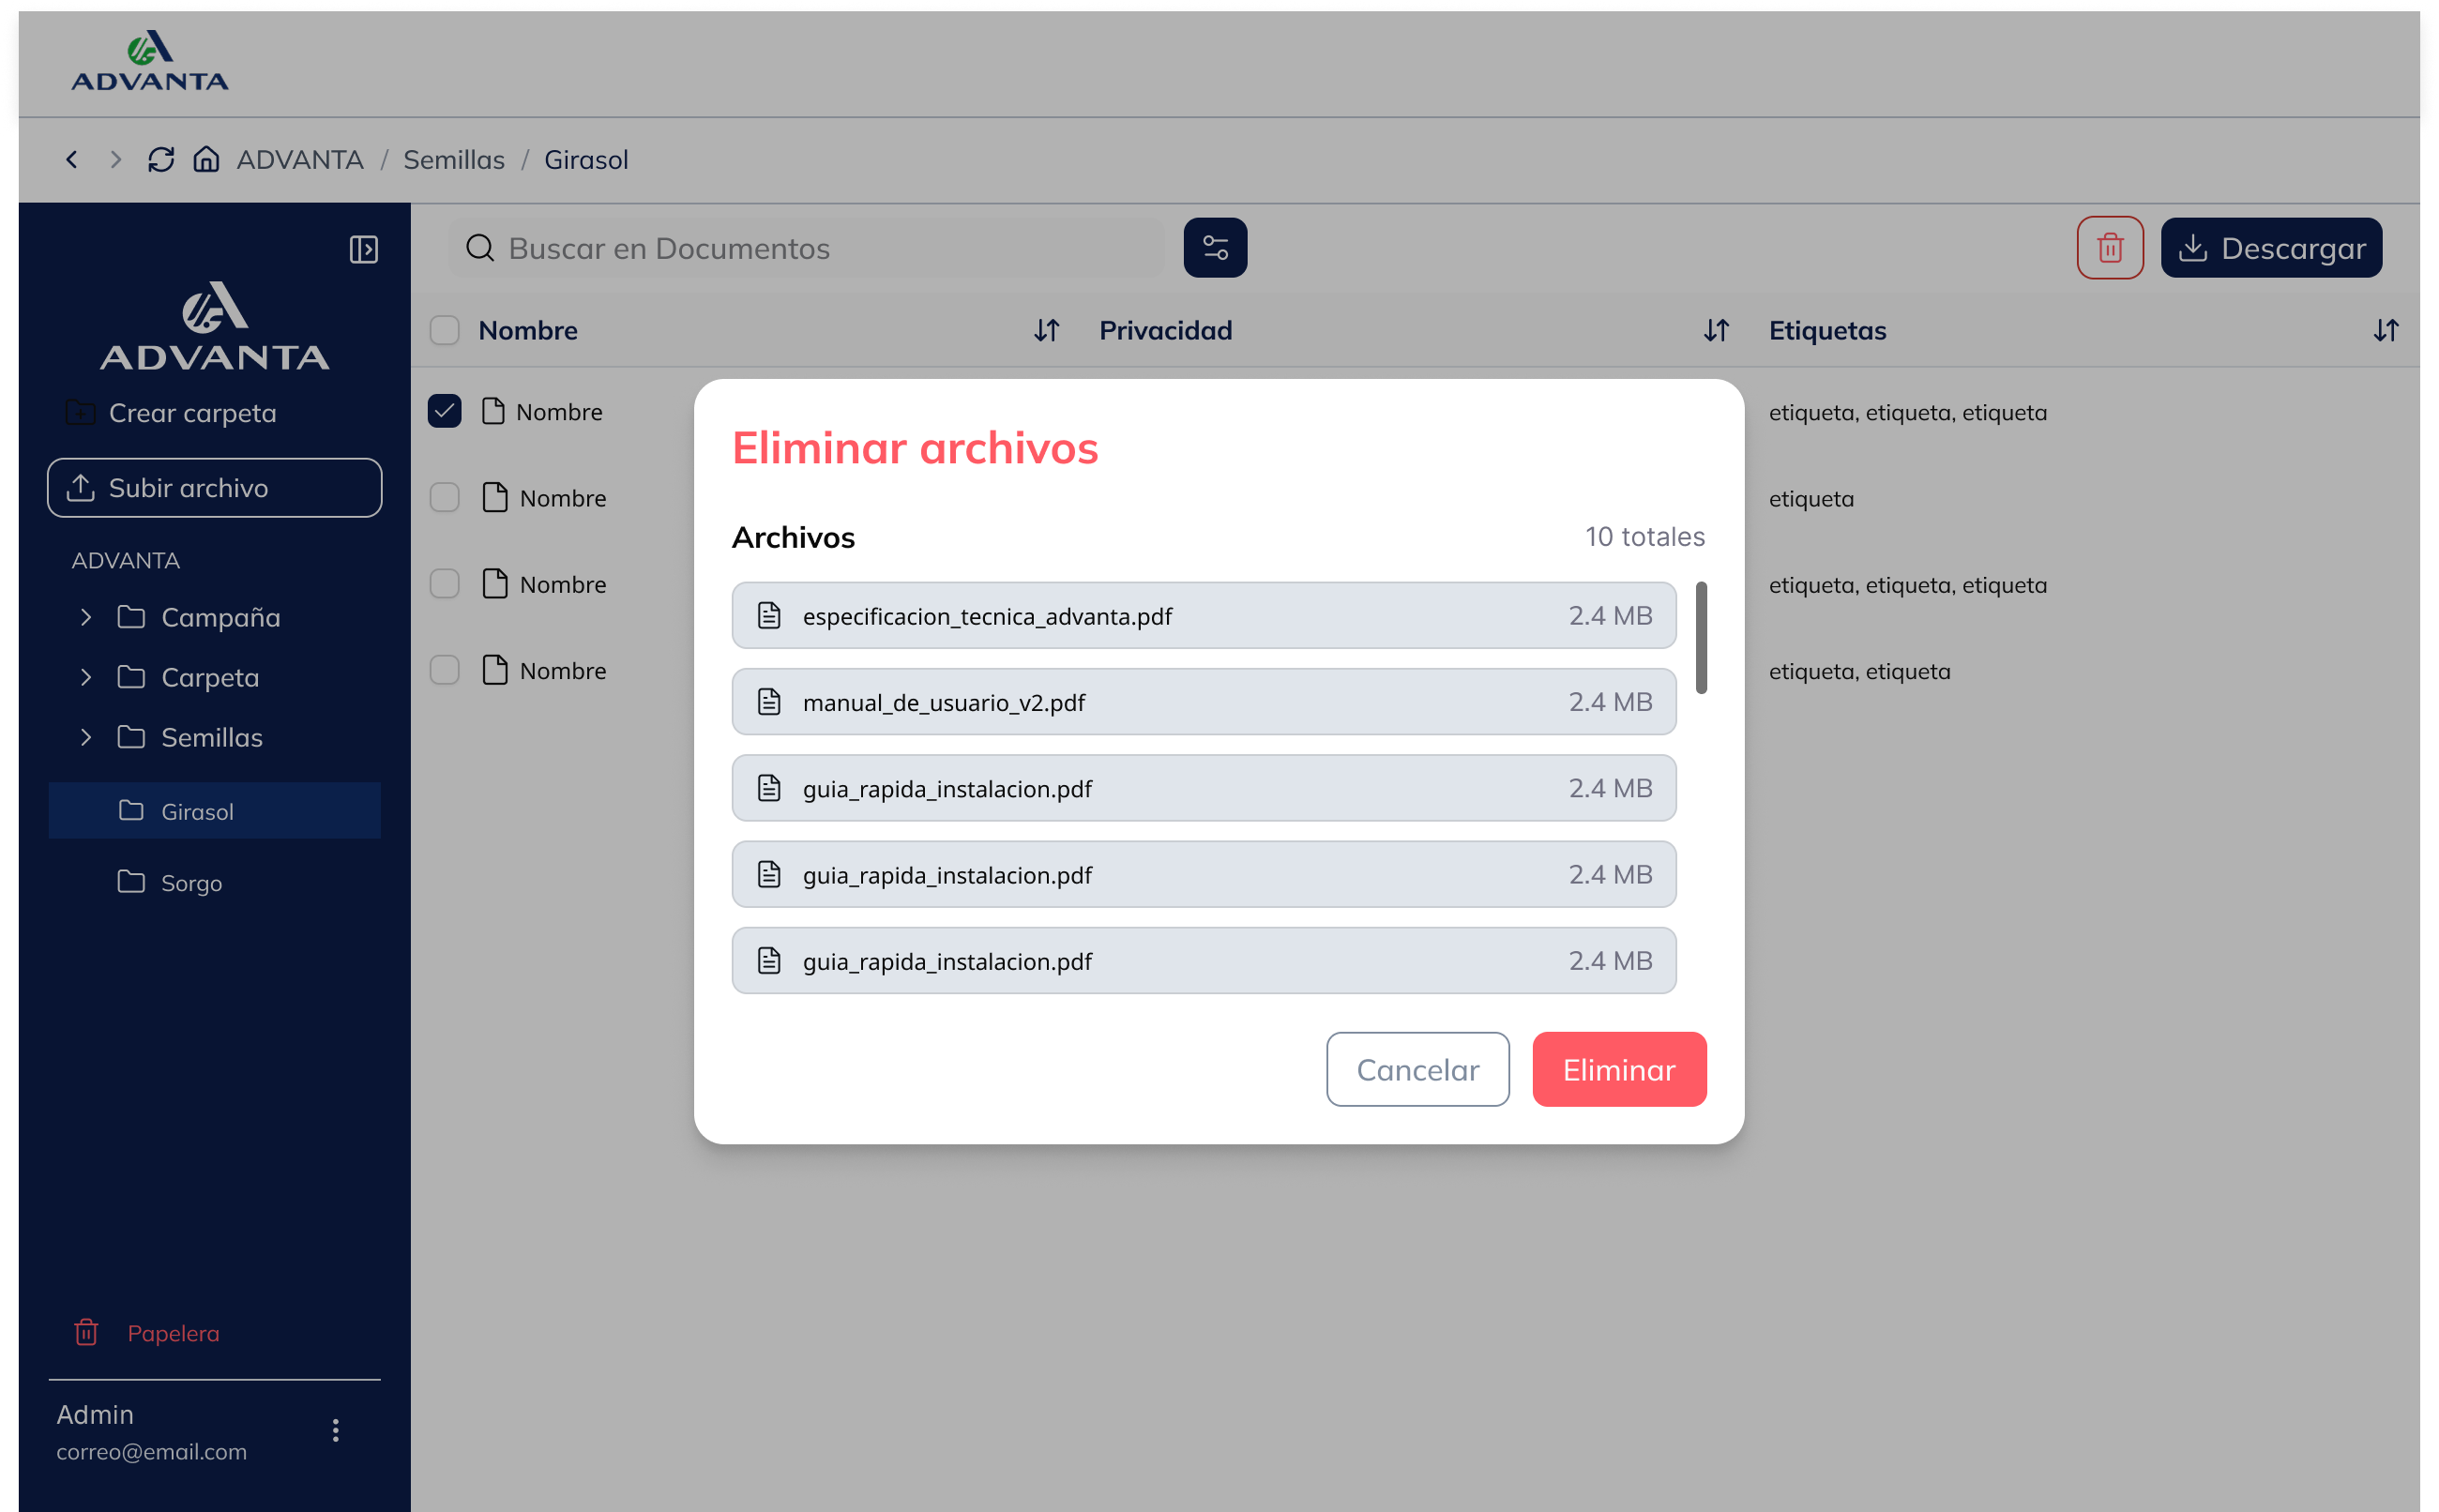 ADVANTA
ADVANTA / Semillas / Girasol
Buscar en Documentos
Descargar
ADVANTA
Crear carpeta
Subir archivo
ADVANTA
Campaña
Carpeta
Semillas
Girasol
Sorgo
Papelera
Admin
correo@email.com
Nombre Privacidad Etiquetas
Nombre etiqueta, etiqueta, etiqueta
Nombre etiqueta
Nombre etiqueta, etiqueta, etiqueta
Nombre etiqueta, etiqueta
Eliminar archivos
Archivos 10 totales
especificacion_tecnica_advanta.pdf 2.4 MB
manual_de_usuario_v2.pdf 2.4 MB
guia_rapida_instalacion.pdf 2.4 MB
guia_rapida_instalacion.pdf 2.4 MB
guia_rapida_instalacion.pdf 2.4 MB
Cancelar Eliminar